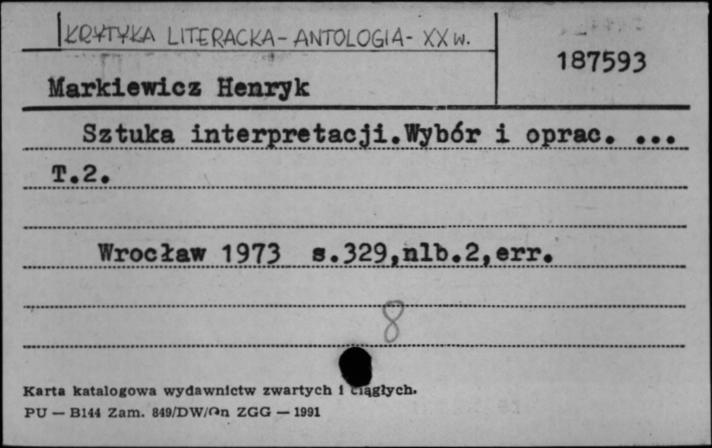 KRYTYKA LITERACKA - ANTOLOGIA - XX w.
187593
Markiewicz Henryk
Sztuka interpretacji.Wybór i oprac. ...
T.2.
Wrocław 1973 s.329,nlb.2,err.
8
Karta katalogowa wydawnictw zwartych i ciągłych.
PU — B144 Zam. 849/DW/On ZGG — 1991